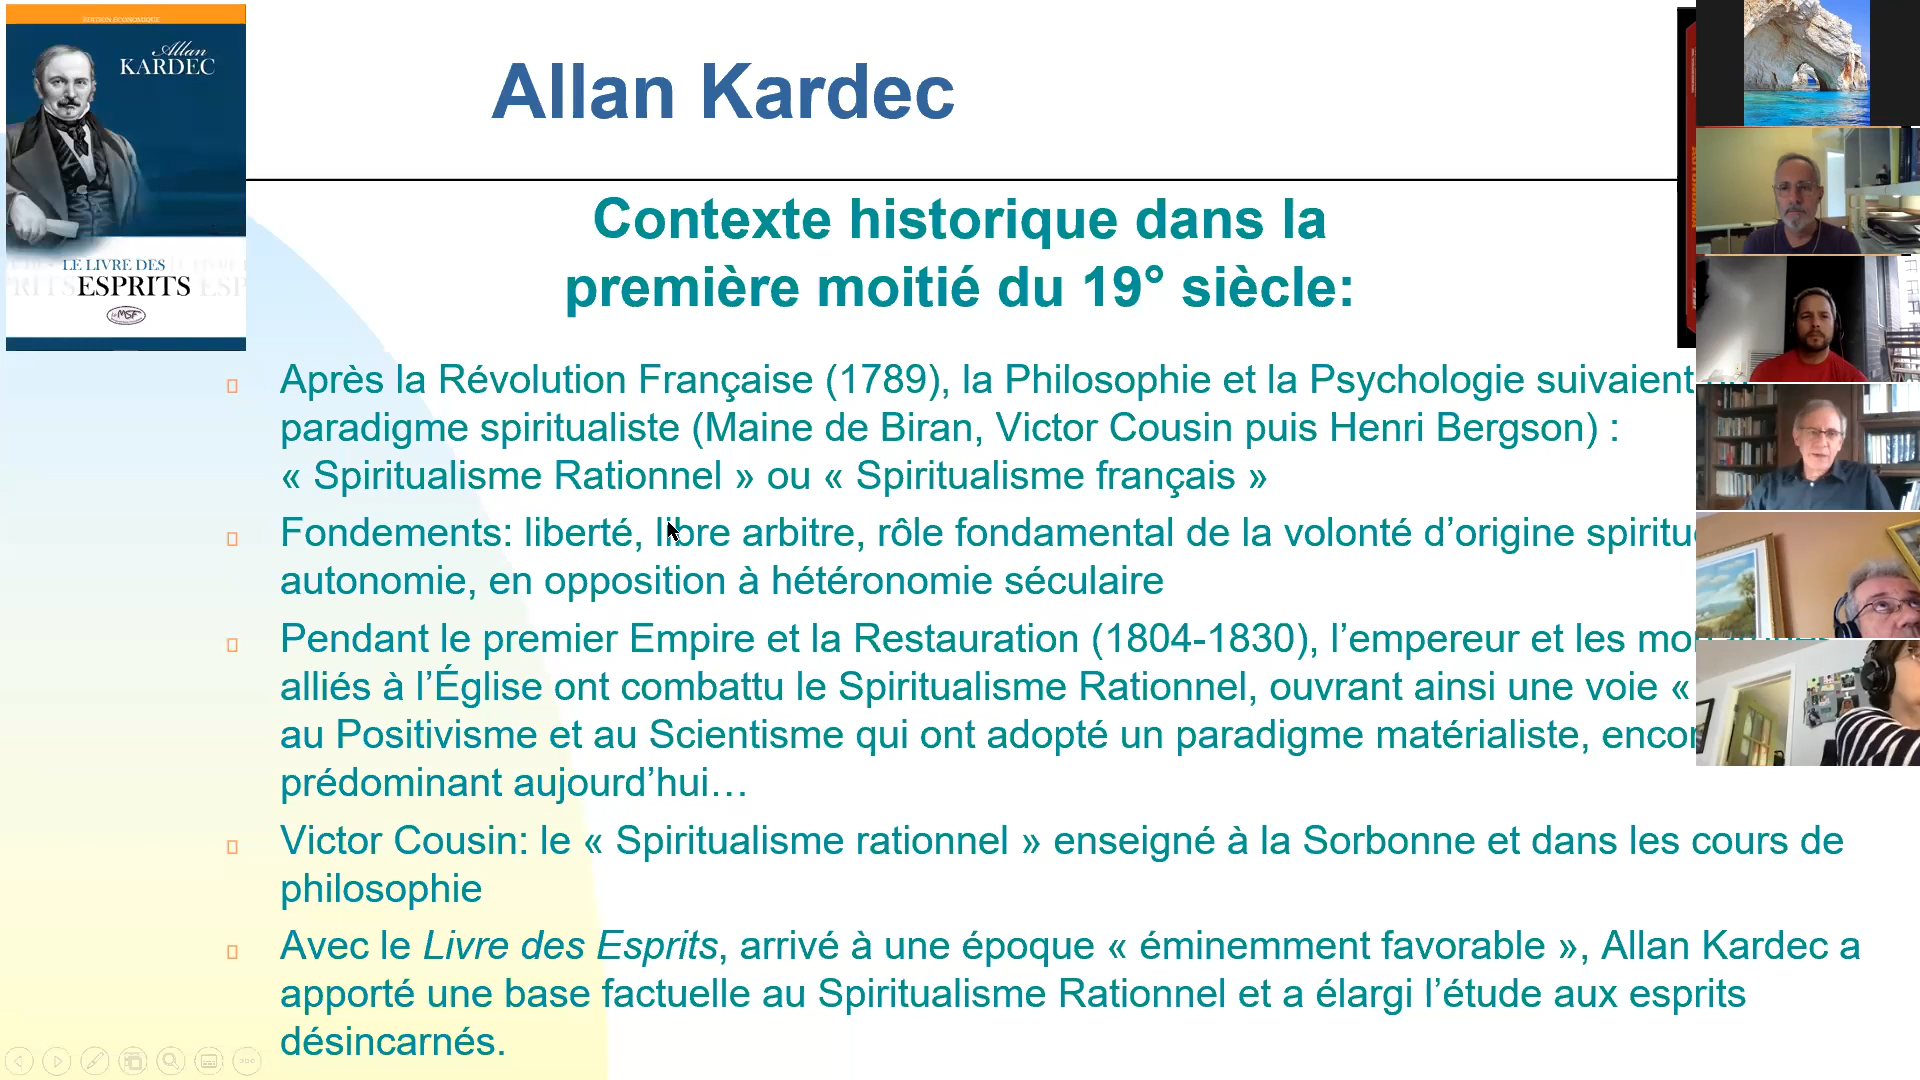 ÉDITION ÉCONOMIQUE
Allan
KARDEC
LE LIVRE DES
ESPRITS
MSF
Allan Kardec
Contexte historique dans la
première moitié du 19° siècle:
Après la Révolution Française (1789), la Philosophie et la Psychologie suivaient
paradigme spiritualiste (Maine de Biran, Victor Cousin puis Henri Bergson) :
« Spiritualisme Rationnel » ou « Spiritualisme français »
Fondements: liberté, libre arbitre, rôle fondamental de la volonté d’origine
autonomie, en opposition à hétéronomie séculaire
Pendant le premier Empire et la Restauration (1804-1830), l’empereur et les
alliés à l’Église ont combattu le Spiritualisme Rationnel, ouvrant ainsi une voie «
au Positivisme et au Scientisme qui ont adopté un paradigme matérialiste,
prédominant aujourd’hui…
Victor Cousin: le « Spiritualisme rationnel » enseigné à la Sorbonne et dans les cours de
philosophie
Avec le Livre des Esprits, arrivé à une époque « éminemment favorable », Allan Kardec a
apporté une base factuelle au Spiritualisme Rationnel et a élargi l’étude aux esprits
désincarnés.